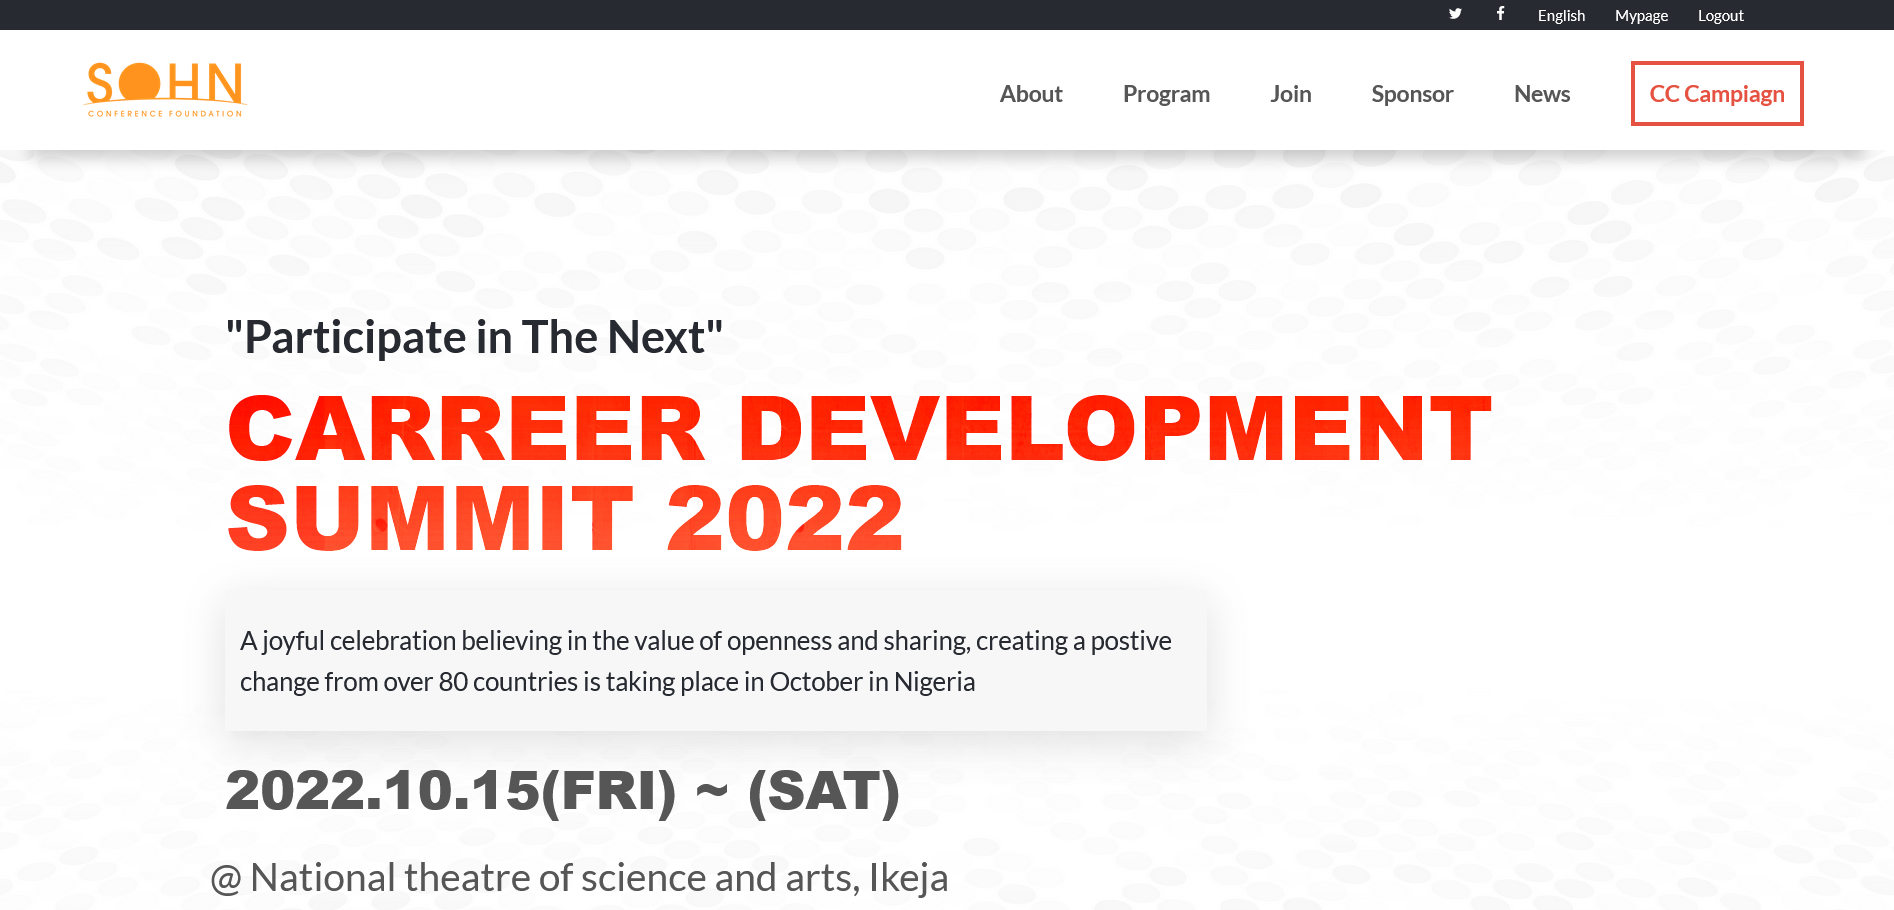 English Mypage Logout
SOHN
CONFERENCE FOUNDATION
About Program Join Sponsor News CC Campiagn
"Participate in The Next"
CARREER DEVELOPMENT
SUMMIT 2022
A joyful celebration believing in the value of openness and sharing, creating a postive
change from over 80 countries is taking place in October in Nigeria
2022.10.15(FRI) ~ (SAT)
@ National theatre of science and arts, Ikeja